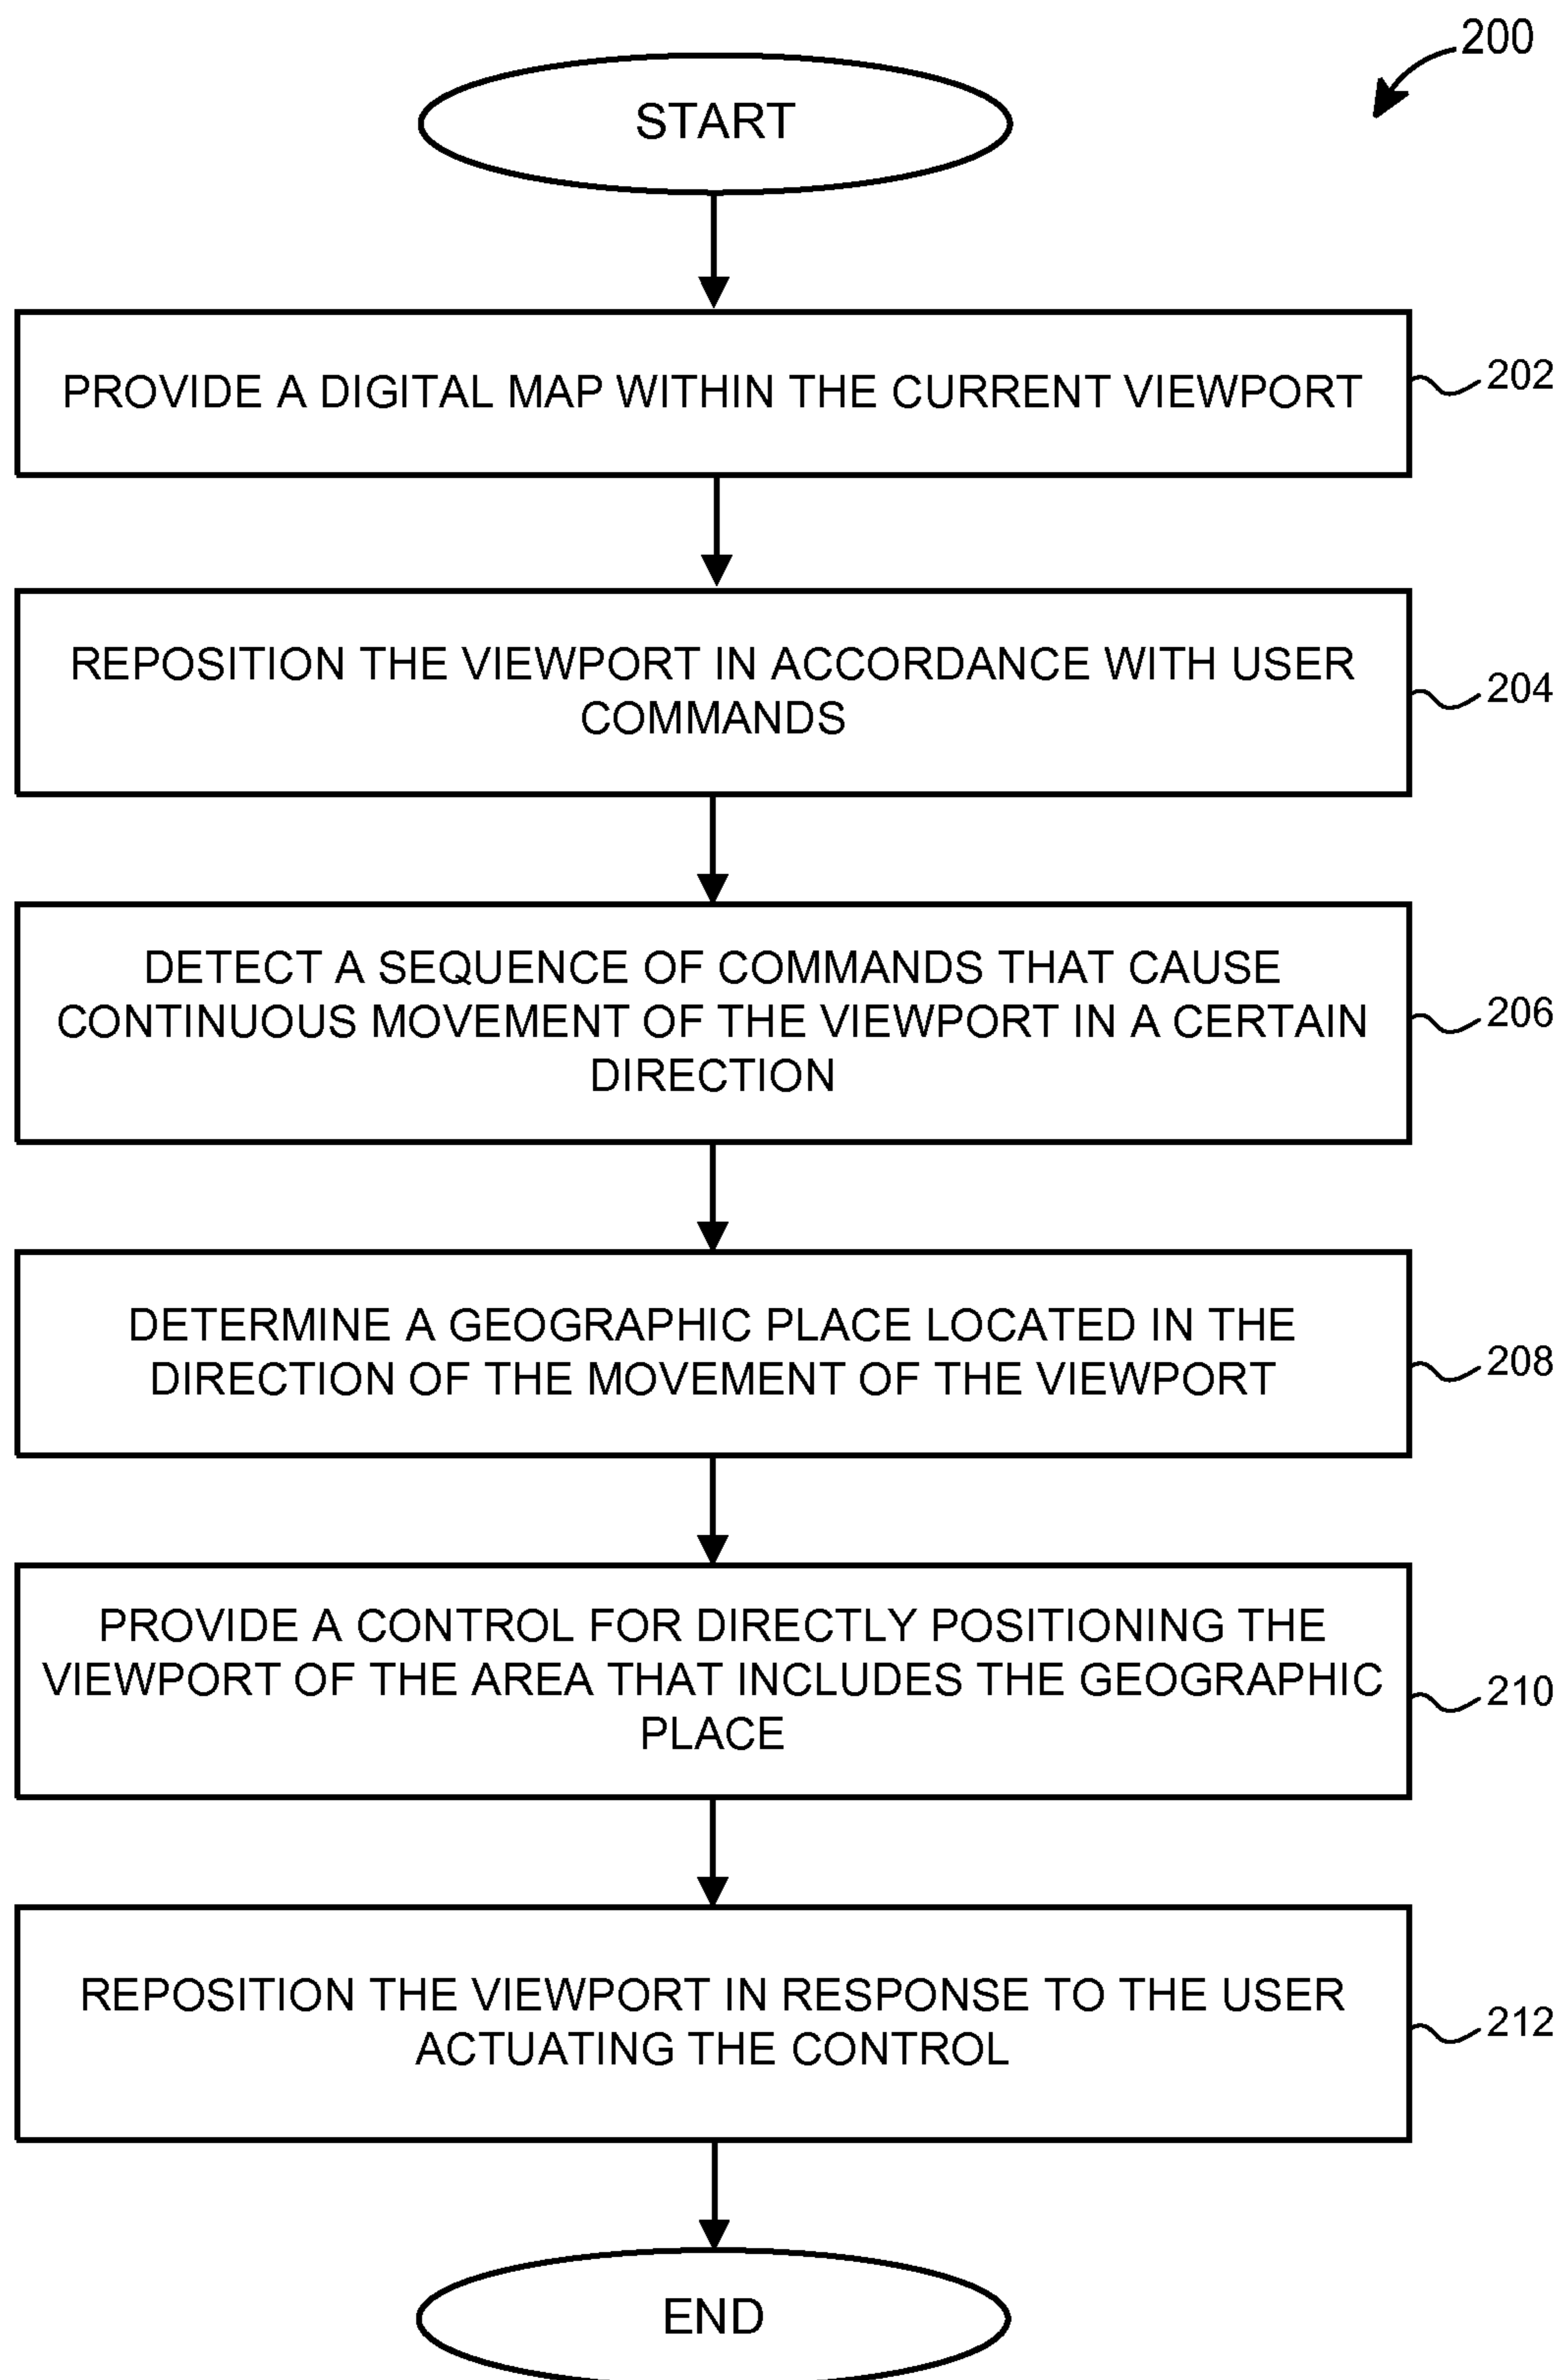 200
START
PROVIDE A DIGITAL MAP WITHIN THE CURRENT VIEWPORT
202
REPOSITION THE VIEWPORT IN ACCORDANCE WITH USER
COMMANDS
204
DETECT A SEQUENCE OF COMMANDS THAT CAUSE
CONTINUOUS MOVEMENT OF THE VIEWPORT IN A CERTAIN
DIRECTION
206
DETERMINE A GEOGRAPHIC PLACE LOCATED IN THE
DIRECTION OF THE MOVEMENT OF THE VIEWPORT
208
PROVIDE A CONTROL FOR DIRECTLY POSITIONING THE
VIEWPORT OF THE AREA THAT INCLUDES THE GEOGRAPHIC
PLACE
210
REPOSITION THE VIEWPORT IN RESPONSE TO THE USER
ACTUATING THE CONTROL
212
END